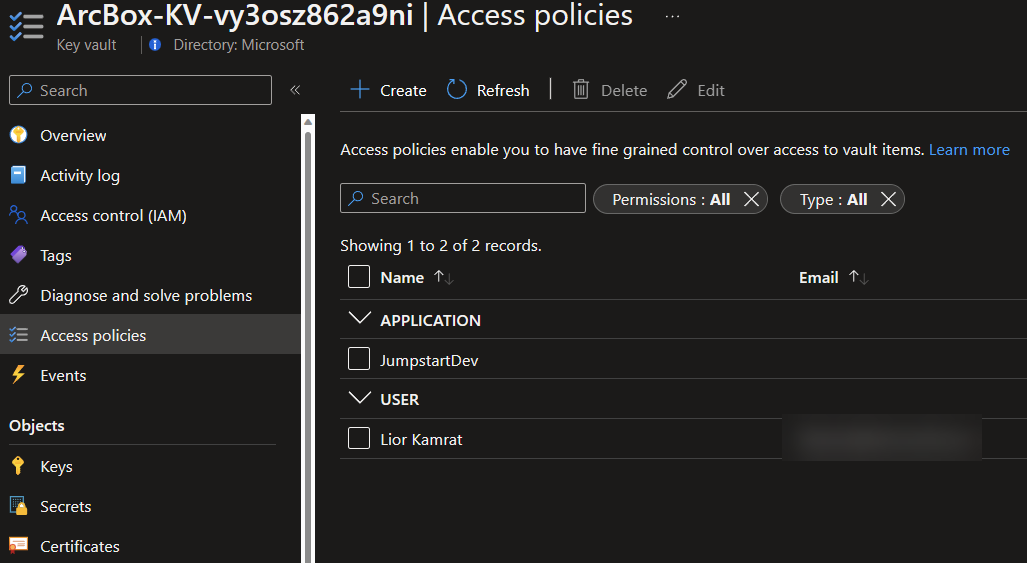 ArcBox-KV-vy3osz862a9ni | Access policies ...
Key vault
Directory: Microsoft
Search
Overview
Activity log
Access control (IAM)
Tags
Diagnose and solve problems
Access policies
Events
Objects
Keys
Secrets
Certificates
Create Refresh Delete Edit
Access policies enable you to have fine grained control over access to vault items. Learn more
Search
Permissions : All
Type : All
Showing 1 to 2 of 2 records.
Name Email
APPLICATION
JumpstartDev
USER
Lior Kamrat